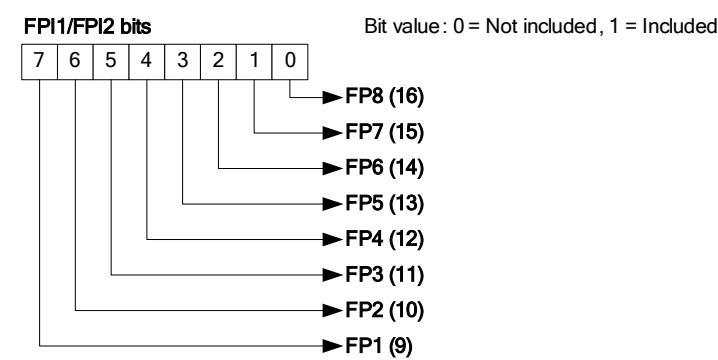 FPI1/FPI2 bits
Bit value: 0 = Not included, 1 = Included
7 6 5 4 3 2 1 0
FP8 (16)
FP7 (15)
FP6 (14)
FP5 (13)
FP4 (12)
FP3 (11)
FP2 (10)
FP1 (9)